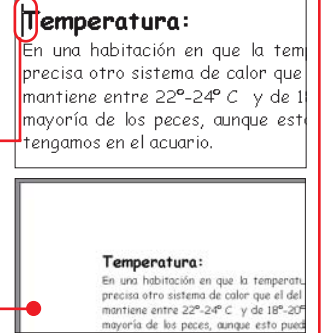 Temperatura:
En una habitación en que la tem
precisa otro sistema de calor que
mantiene entre 22º-24º C y de 1
mayoría de los peces, aunque est
tengamos en el acuario.
Temperatura:
En una habitación en que la temperatu
precisa otro sistema de calor que el del
mantiene entre 22º-24º C y de 18º-20º
mayoría de los peces, aunque esto pued